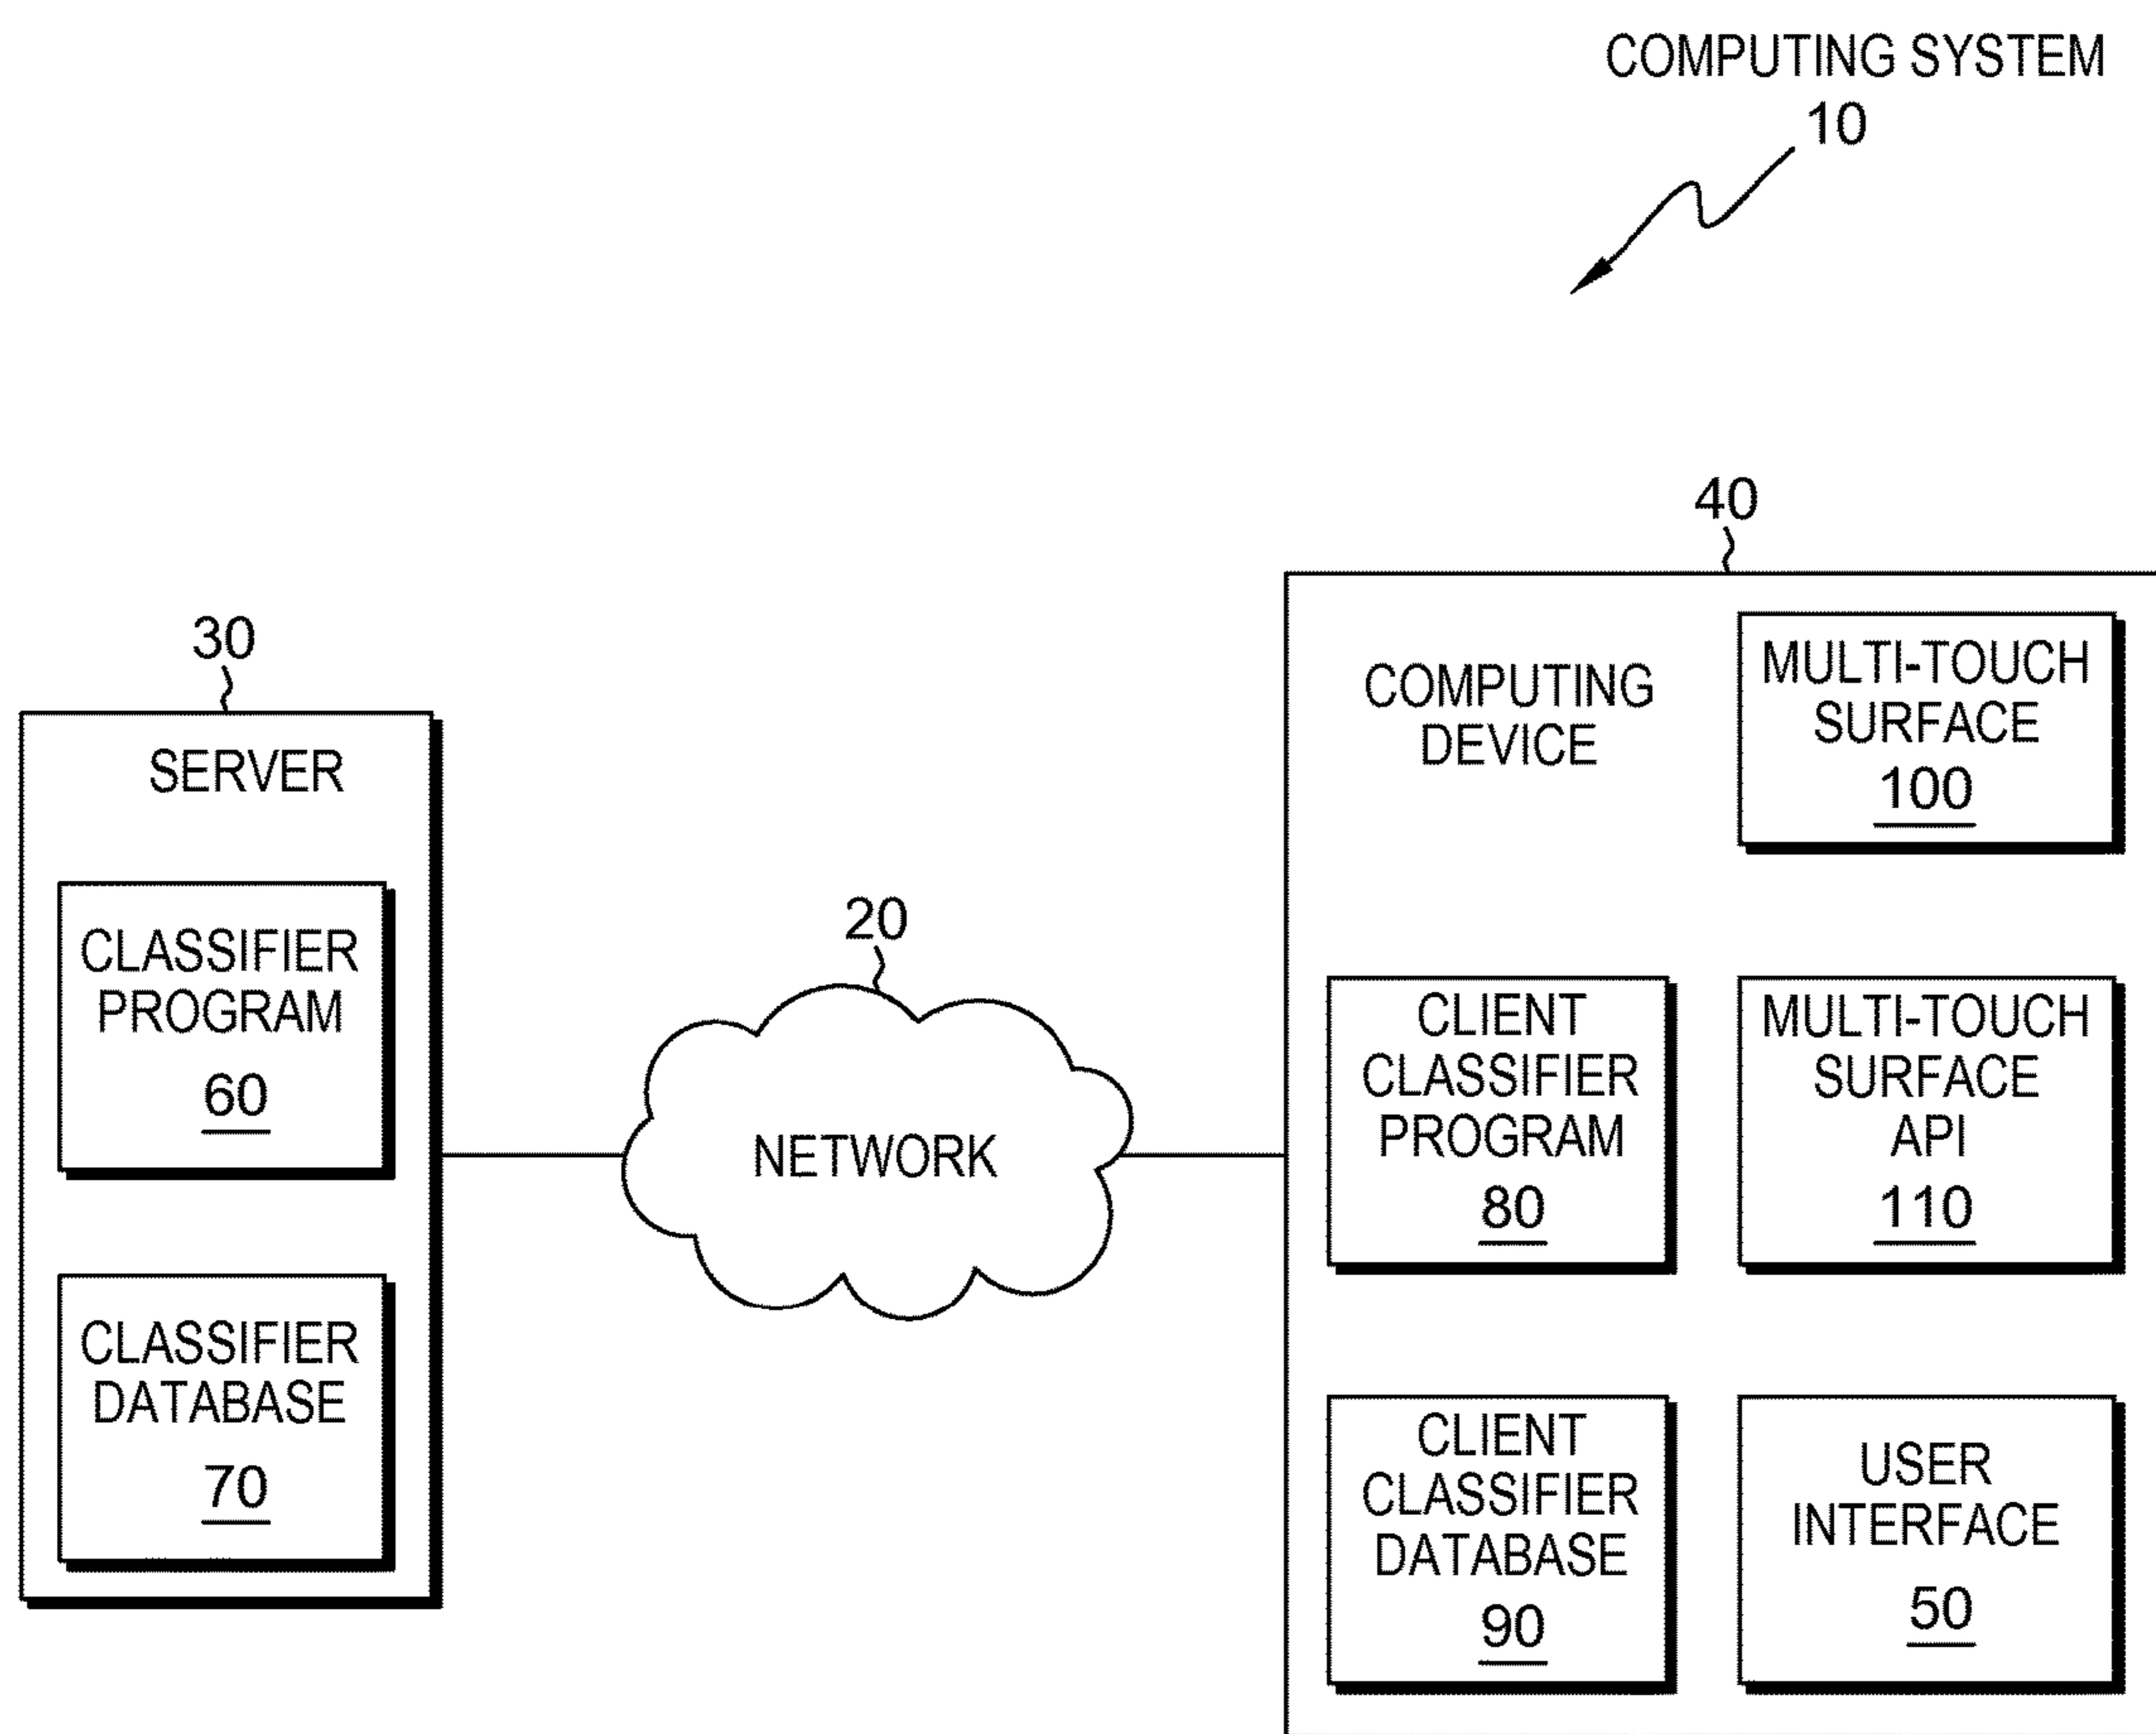 COMPUTING SYSTEM
10
30
SERVER
CLASSIFIER
PROGRAM
60
CLASSIFIER
DATABASE
70
20
NETWORK
40
COMPUTING
DEVICE
MULTI-TOUCH
SURFACE
100
CLIENT
CLASSIFIER
PROGRAM
80
MULTI-TOUCH
SURFACE
API
110
CLIENT
CLASSIFIER
DATABASE
90
USER
INTERFACE
50